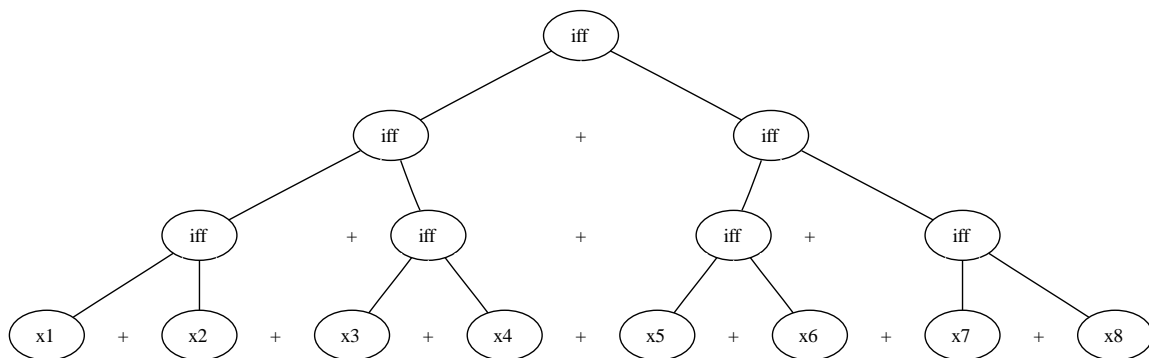 iff
iff + iff
iff + iff + iff + iff
x1 + x2 + x3 + x4 + x5 + x6 + x7 + x8